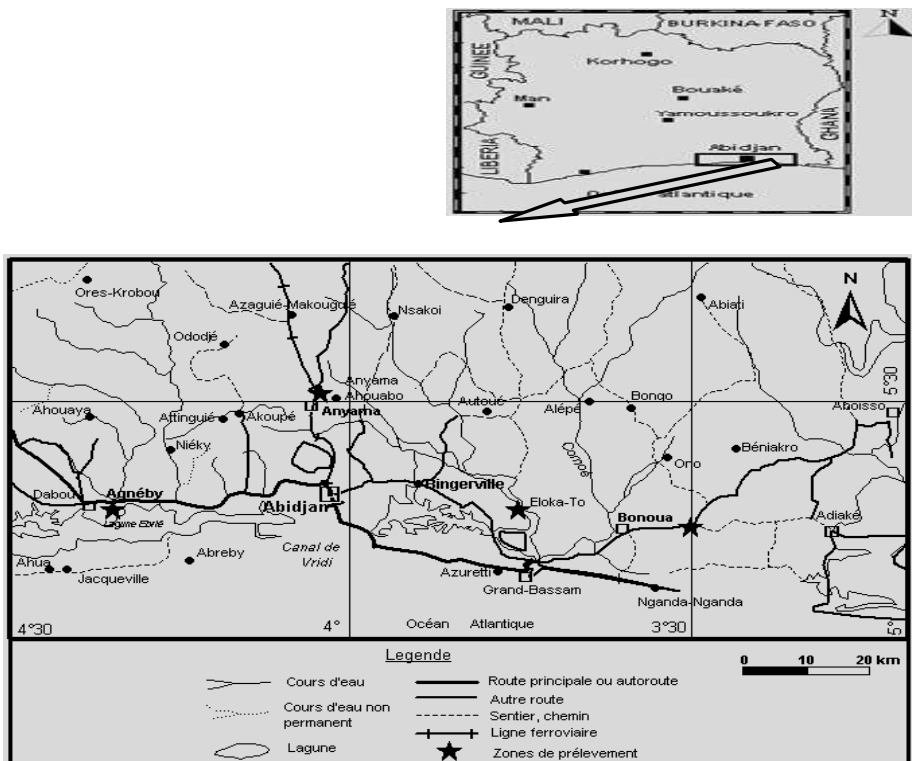 MALI
BURKINA-FASO
N
GUINEE
Korhogo
Bouaké
Man
Yamoussoukro
GHANA
LIBERIA
Abidjan
atlantique
Ores-Krobou
Azaguié-Makouguié
Nsakoi
Denguira
Abiati
N
Ododjé
Anyama
Ahouabo
5°30
Ahouaya
Attinguié
Akoupé
Anyama
Autoué
Alépé
Bongo
Aboisso
Niéky
Comoé
Ono
Béniakro
Dabou
Agnéby
Abidjan
Bingerville
Eloka-To
Bonoua
Adiaké
Lagune Ebrié
Canal de
Vridi
Ahua
Jacqueville
Abreby
Azuretti
Grand-Bassam
Nganda-Nganda
4°30
4°
Océan Atlantique
3°30
5°
Legende
0 10 20 km
Cours d'eau
Route principale ou autoroute
Autre route
Cours d'eau non
permanent
Sentier, chemin
Ligne ferroviaire
Lagune
Zones de prélevement